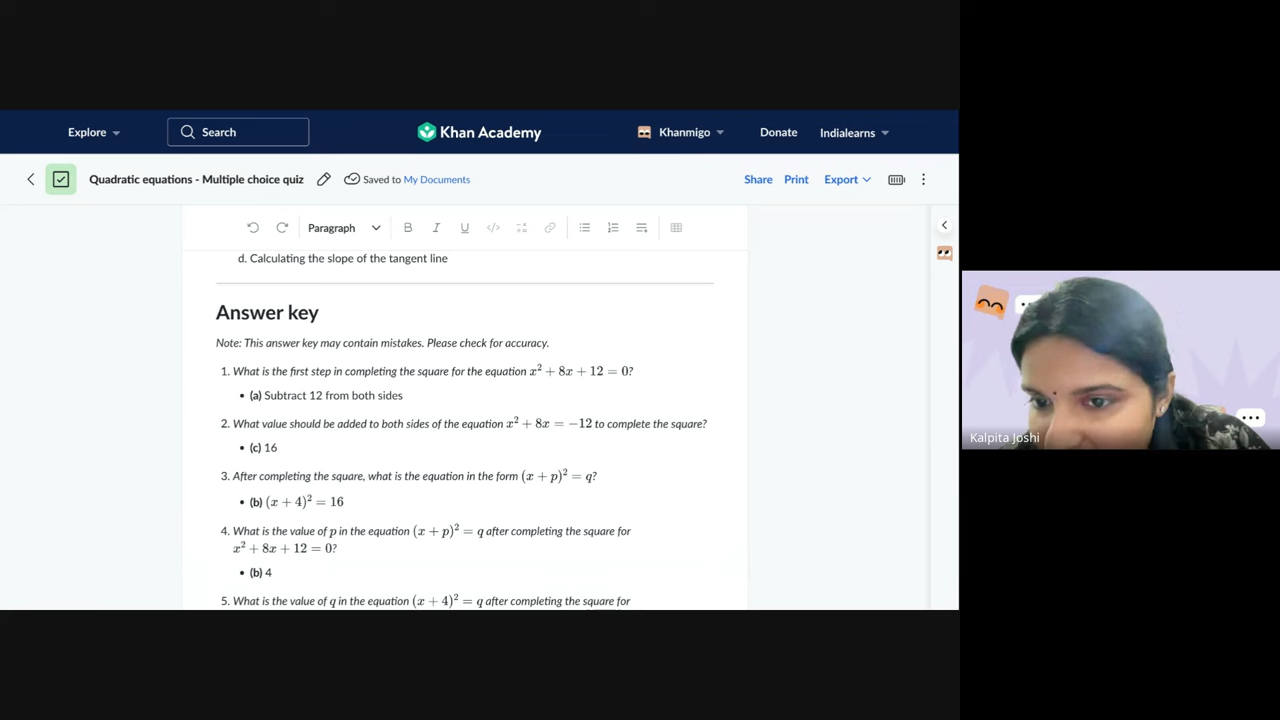 Explore
Search
Khan Academy
Khanmigo
Donate
Indialearns
Quadratic equations - Multiple choice quiz
Saved to My Documents
Share
Print
Export
Paragraph
B
I
U
d. Calculating the slope of the tangent line
Answer key
Note: This answer key may contain mistakes. Please check for accuracy.
1. What is the first step in completing the square for the equation x² + 8x + 12 = 0?
• (a) Subtract 12 from both sides
2. What value should be added to both sides of the equation x² + 8x = −12 to complete the square?
• (c) 16
3. After completing the square, what is the equation in the form (x + p)² = q?
• (b) (x + 4)² = 16
4. What is the value of p in the equation (x + p)² = q after completing the square for
x² + 8x + 12 = 0?
• (b) 4
5. What is the value of q in the equation (x + 4)² = q after completing the square for
Kalpita Joshi